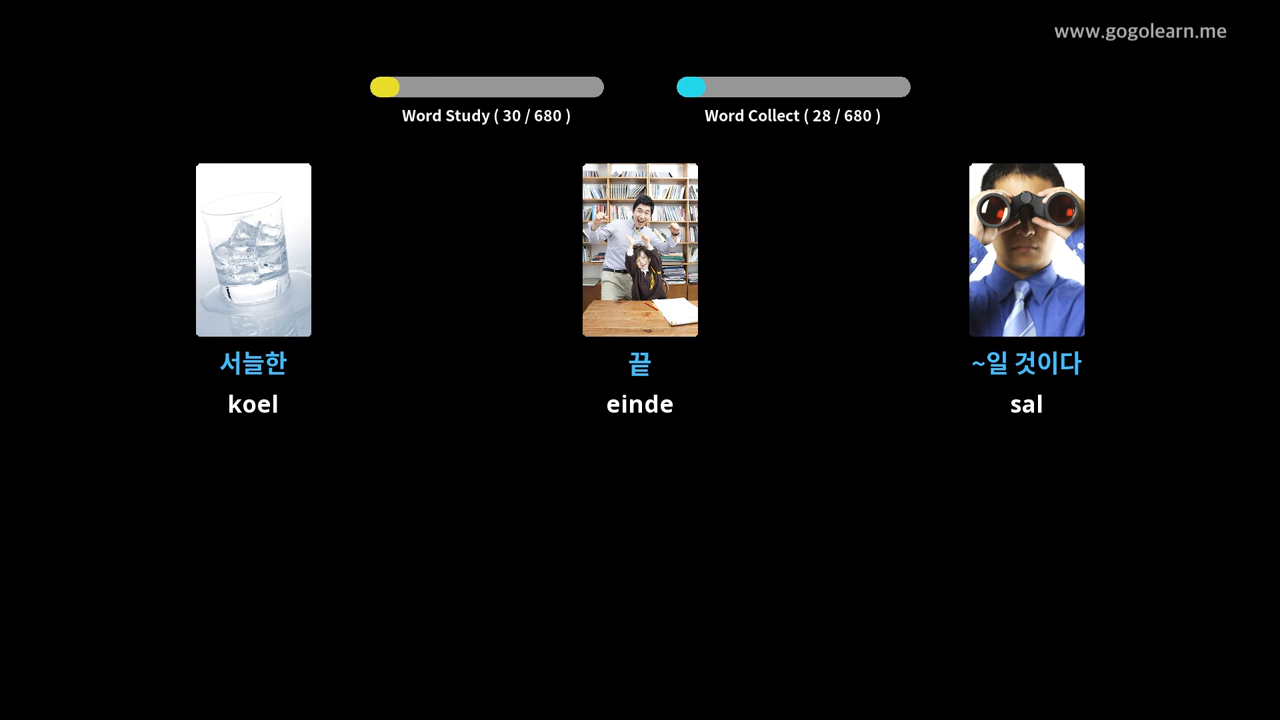 www.gogolearn.me
Word Study ( 30 / 680 )
Word Collect ( 28 / 680 )
서늘한
끝
~일 것이다
koel
einde
sal